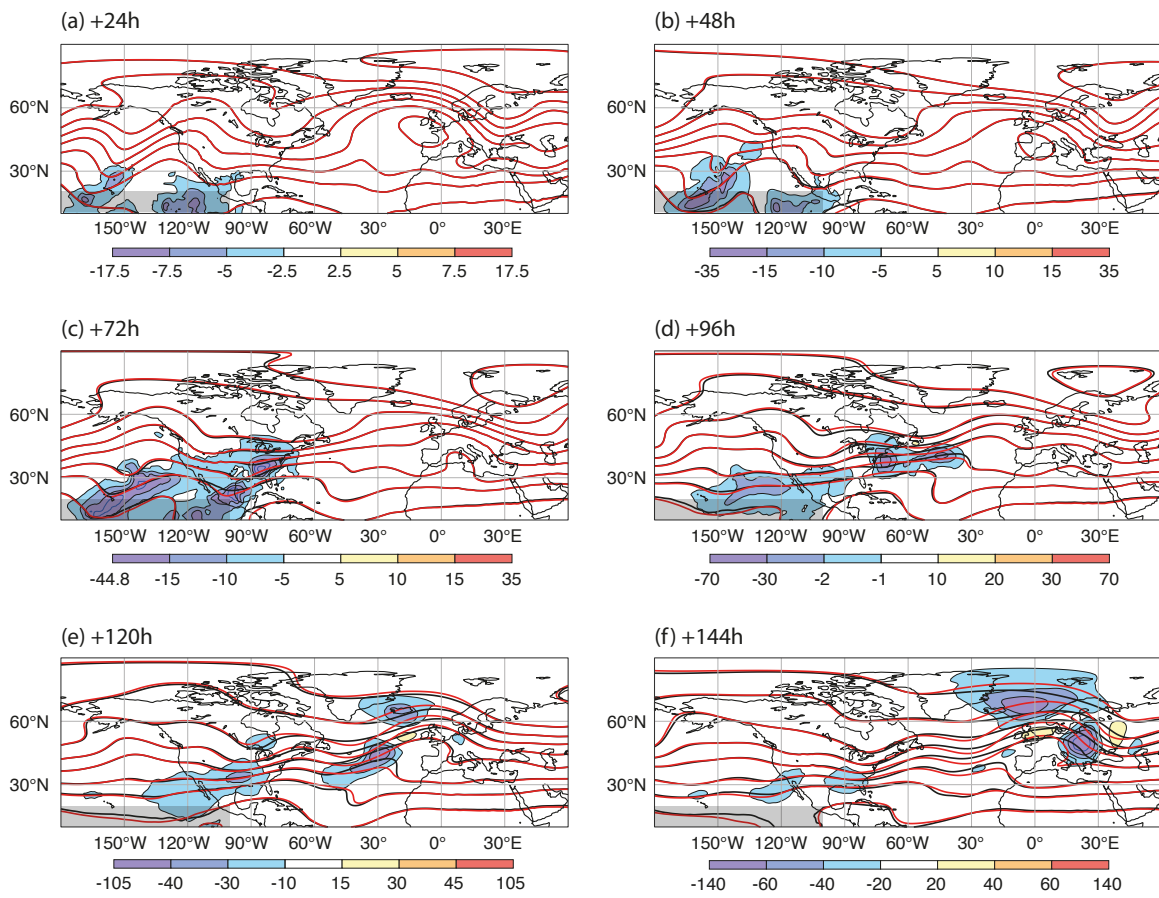 (a) +24h
60°N
30°N
150°W 120°W 90°W 60°W 30°W 0° 30°E
-17.5 -7.5 -5 -2.5 2.5 5 7.5 17.5
(b) +48h
60°N
30°N
150°W 120°W 90°W 60°W 30°W 0° 30°E
-35 -15 -10 -5 5 10 15 35
(c) +72h
60°N
30°N
150°W 120°W 90°W 60°W 30°W 0° 30°E
-44.8 -15 -10 -5 5 10 15 35
(d) +96h
60°N
30°N
150°W 120°W 90°W 60°W 30°W 0° 30°E
-70 -30 -2 -1 10 20 30 70
(e) +120h
60°N
30°N
150°W 120°W 90°W 60°W 30°W 0° 30°E
-105 -40 -30 -10 15 30 45 105
(f) +144h
60°N
30°N
150°W 120°W 90°W 60°W 30°W 0° 30°E
-140 -60 -40 -20 20 40 60 140